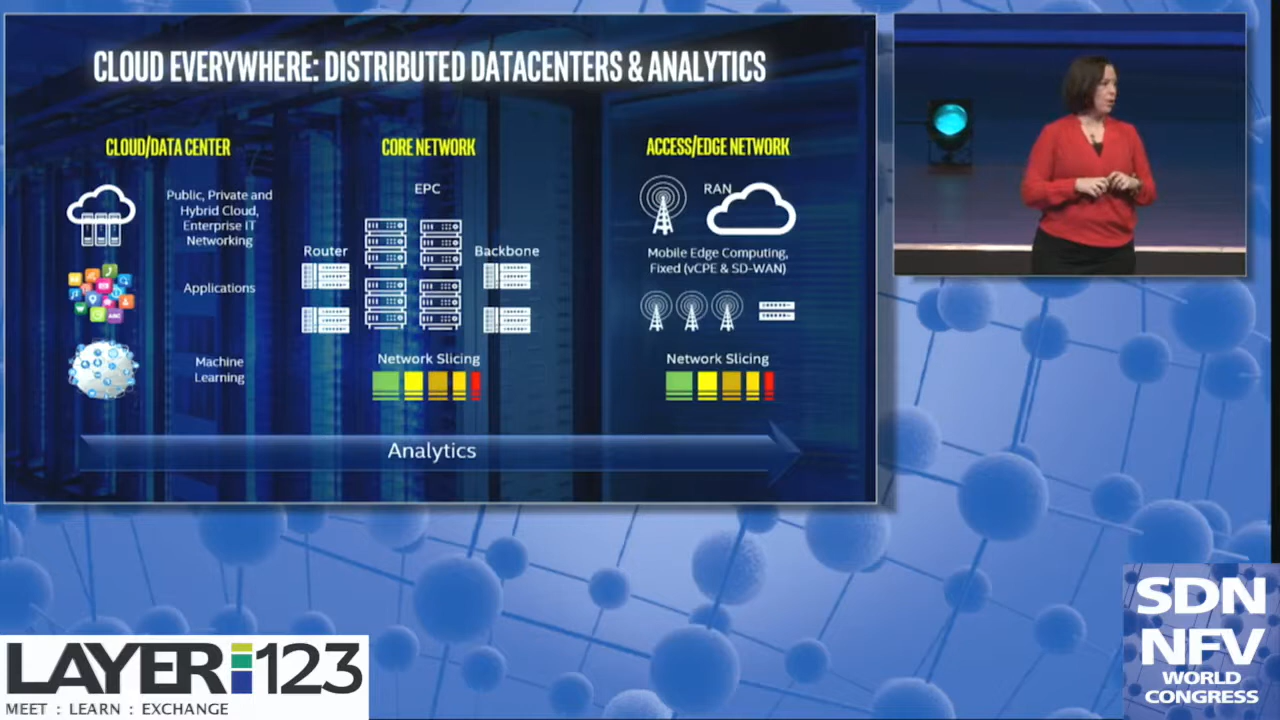 CLOUD EVERYWHERE: DISTRIBUTED DATACENTERS & ANALYTICS
CLOUD/DATA CENTER
Public, Private and
Hybrid Cloud,
Enterprise IT
Networking
Applications
Machine
Learning
CORE NETWORK
EPC
Router
Backbone
Network Slicing
ACCESS/EDGE NETWORK
RAN
Mobile Edge Computing,
Fixed (vCPE & SD-WAN)
Network Slicing
Analytics
LAYER123
MEET : LEARN : EXCHANGE
SDN
NFV
WORLD
CONGRESS